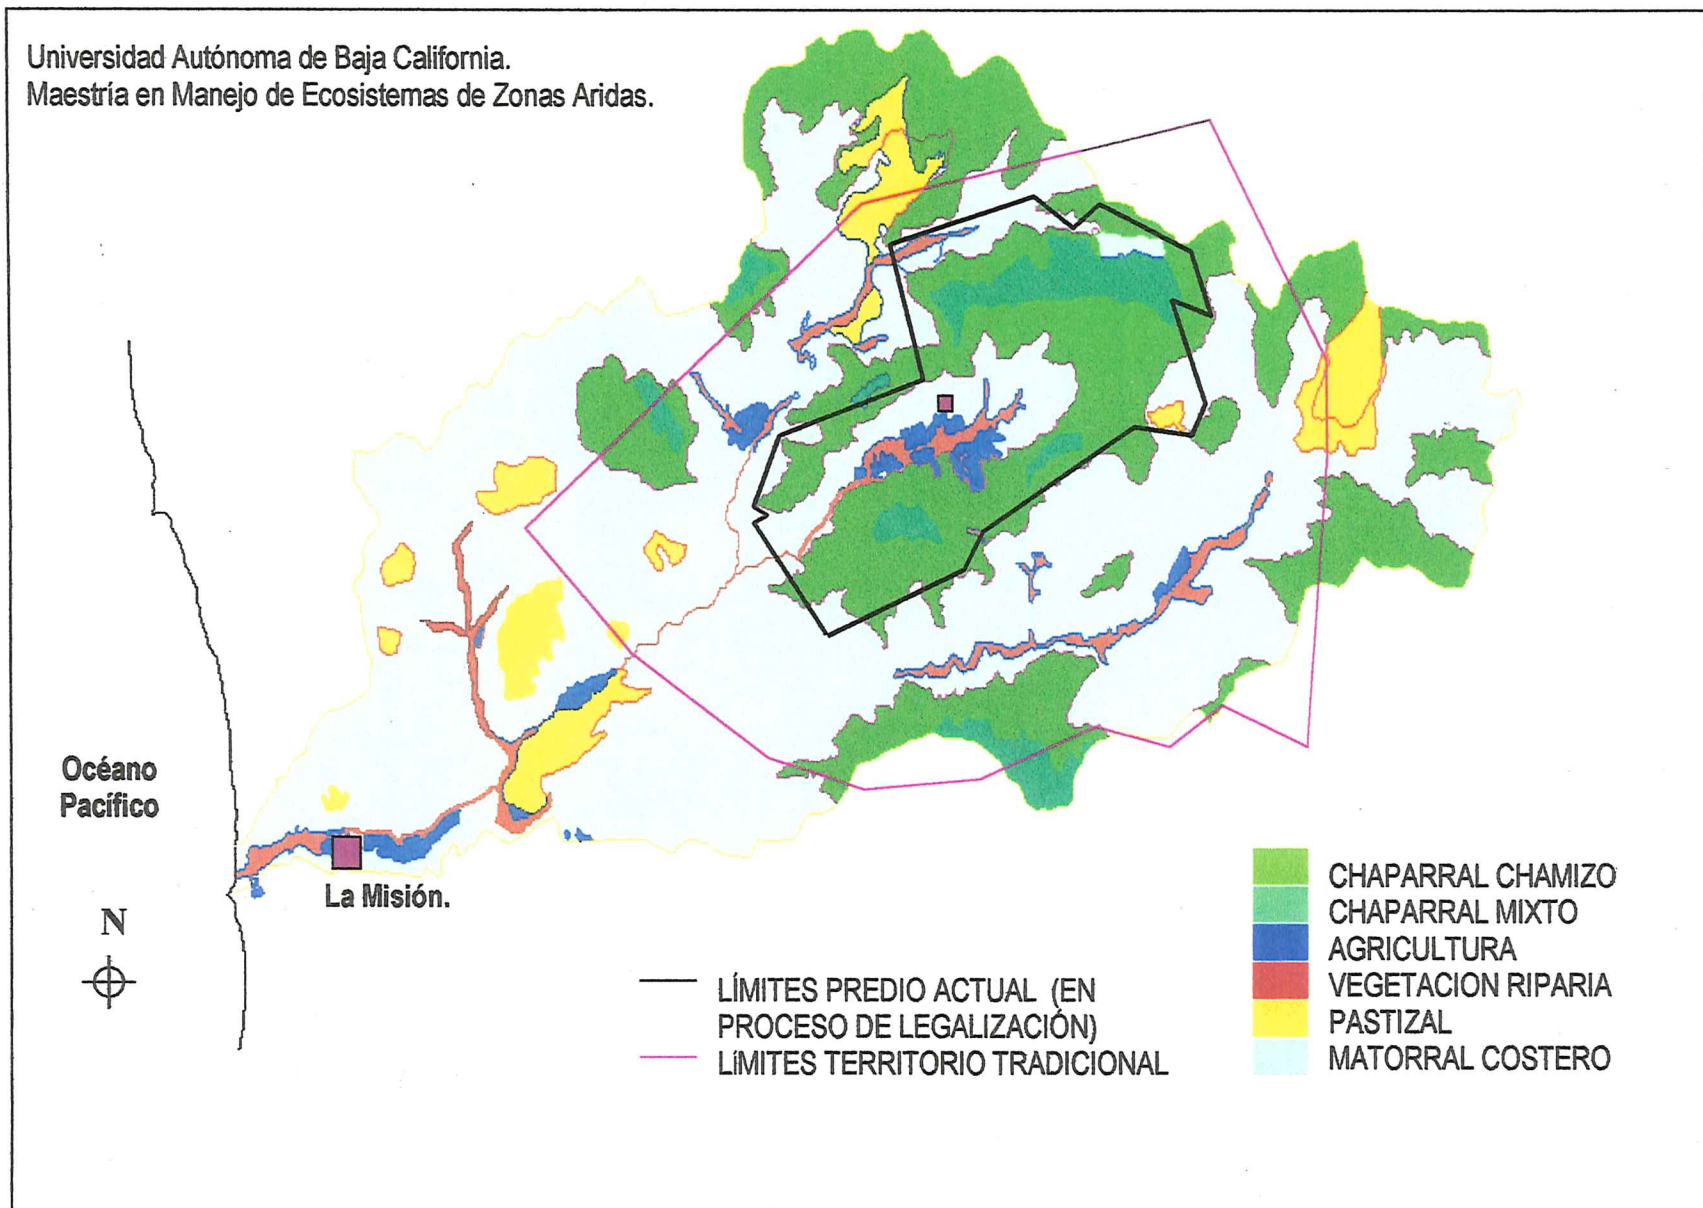 Universidad Autónoma de Baja California.
Maestría en Manejo de Ecosistemas de Zonas Aridas.
Océano
Pacífico
La Misión.
N
LÍMITES PREDIO ACTUAL (EN
PROCESO DE LEGALIZACIÓN)
LÍMITES TERRITORIO TRADICIONAL
CHAPARRAL CHAMIZO
CHAPARRAL MIXTO
AGRICULTURA
VEGETACION RIPARIA
PASTIZAL
MATORRAL COSTERO